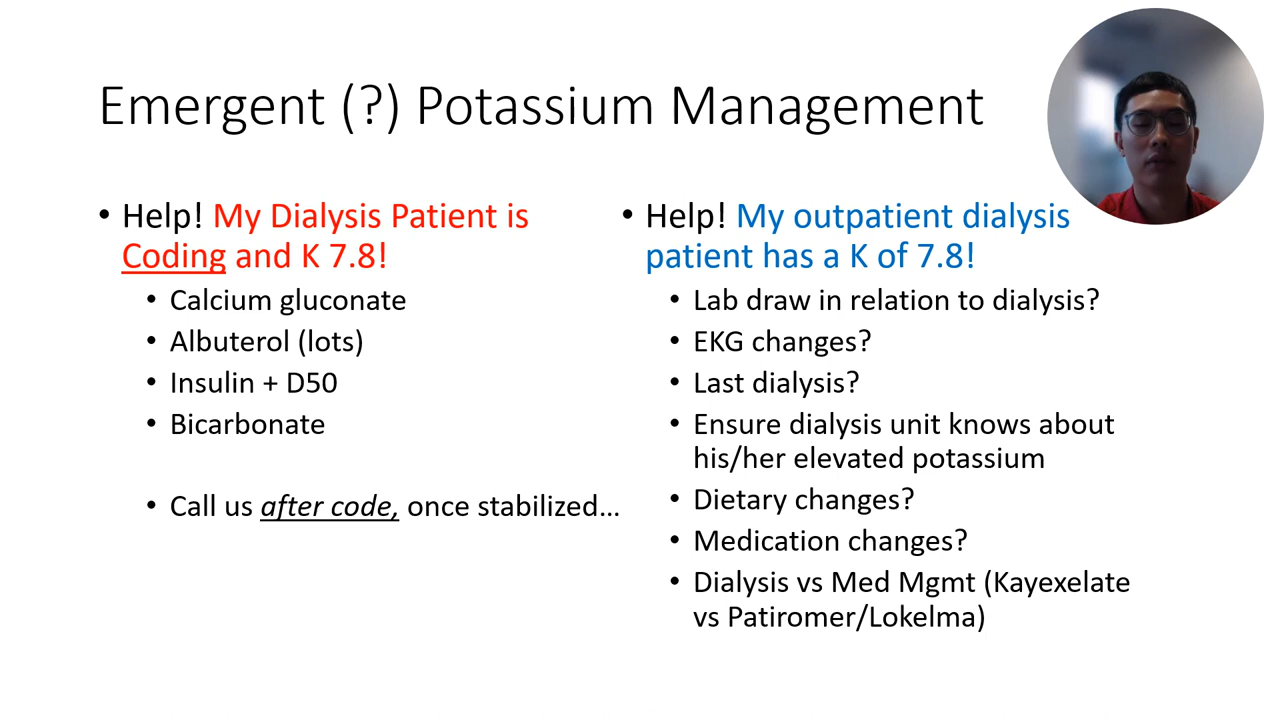 Emergent (?) Potassium Management
• Help! My Dialysis Patient is
Coding and K 7.8!
• Calcium gluconate
• Albuterol (lots)
• Insulin + D50
• Bicarbonate
• Call us after code, once stabilized...
• Help! My outpatient dialysis
patient has a K of 7.8!
• Lab draw in relation to dialysis?
• EKG changes?
• Last dialysis?
• Ensure dialysis unit knows about
his/her elevated potassium
• Dietary changes?
• Medication changes?
• Dialysis vs Med Mgmt (Kayexelate
vs Patiromer/Lokelma)